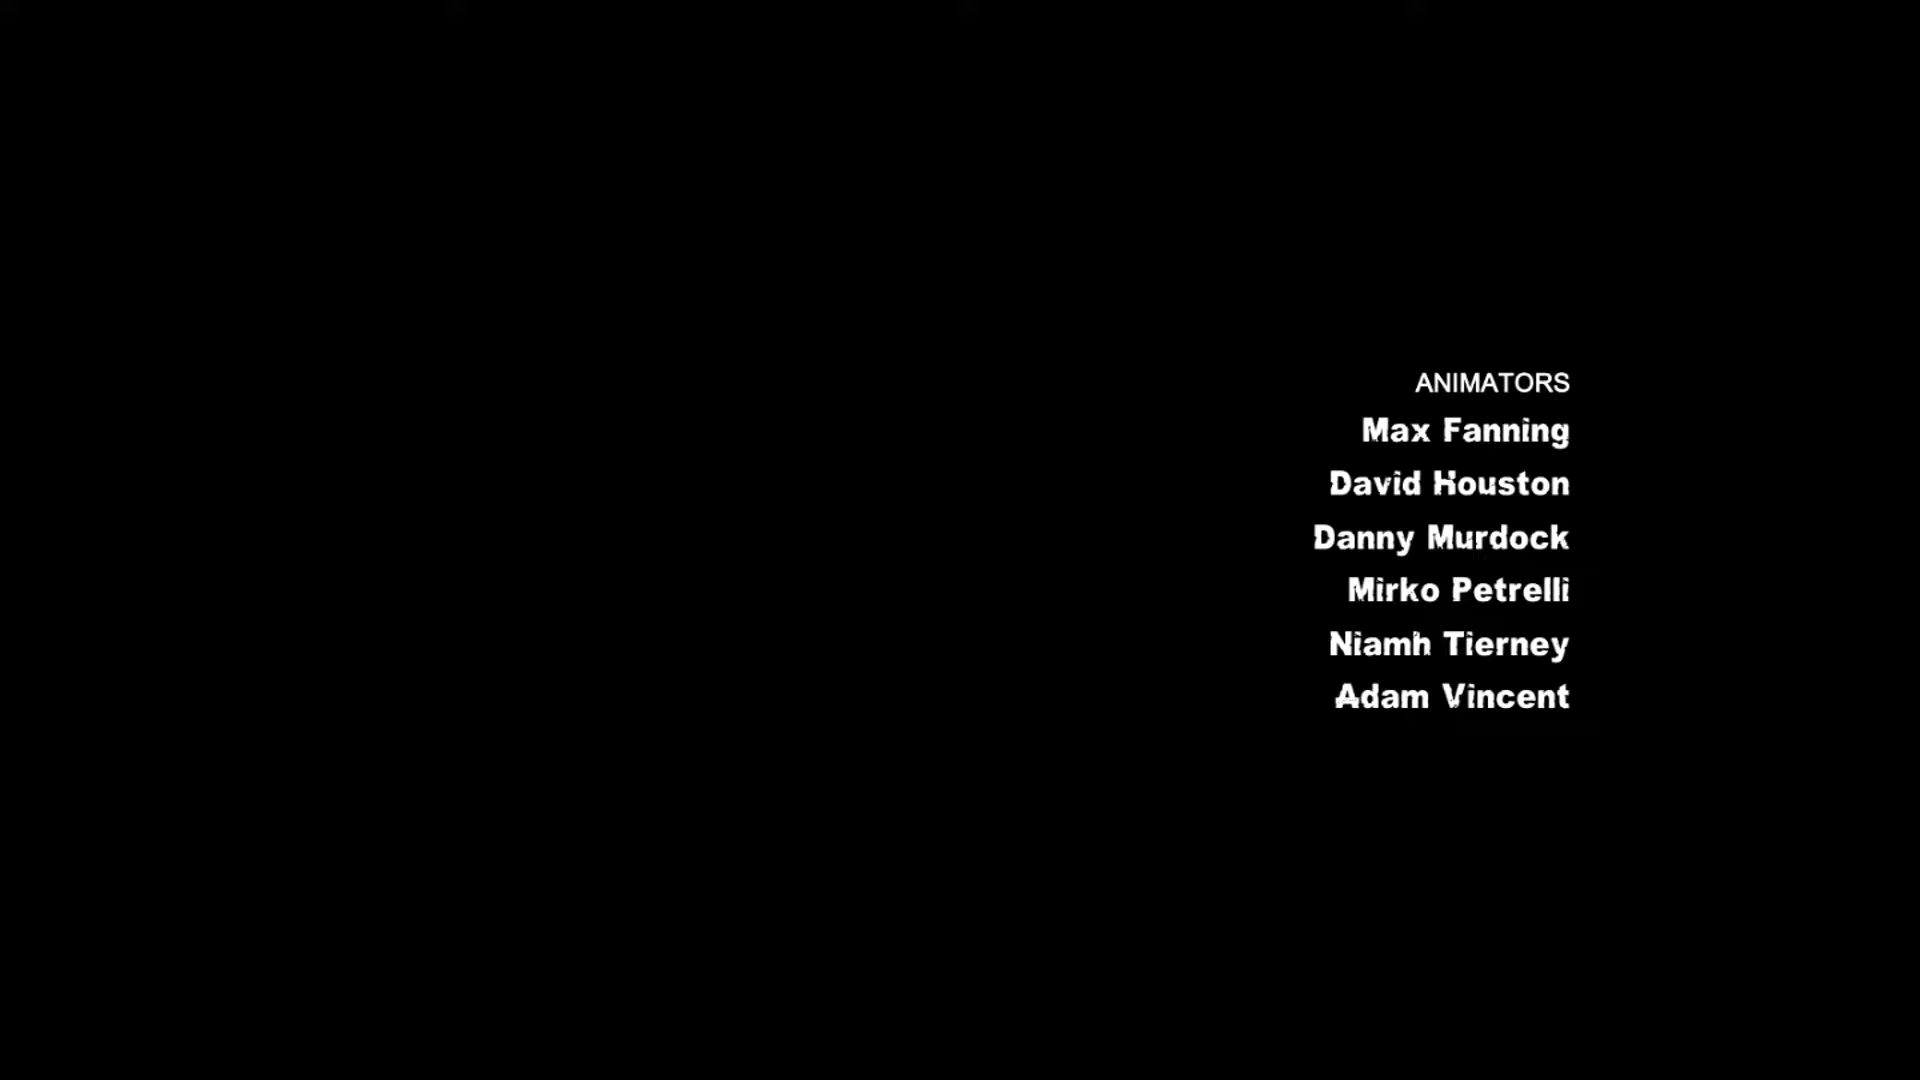 ANIMATORS
Max Fanning
David Houston
Danny Murdock
Mirko Petrelli
Niamh Tierney
Adam Vincent